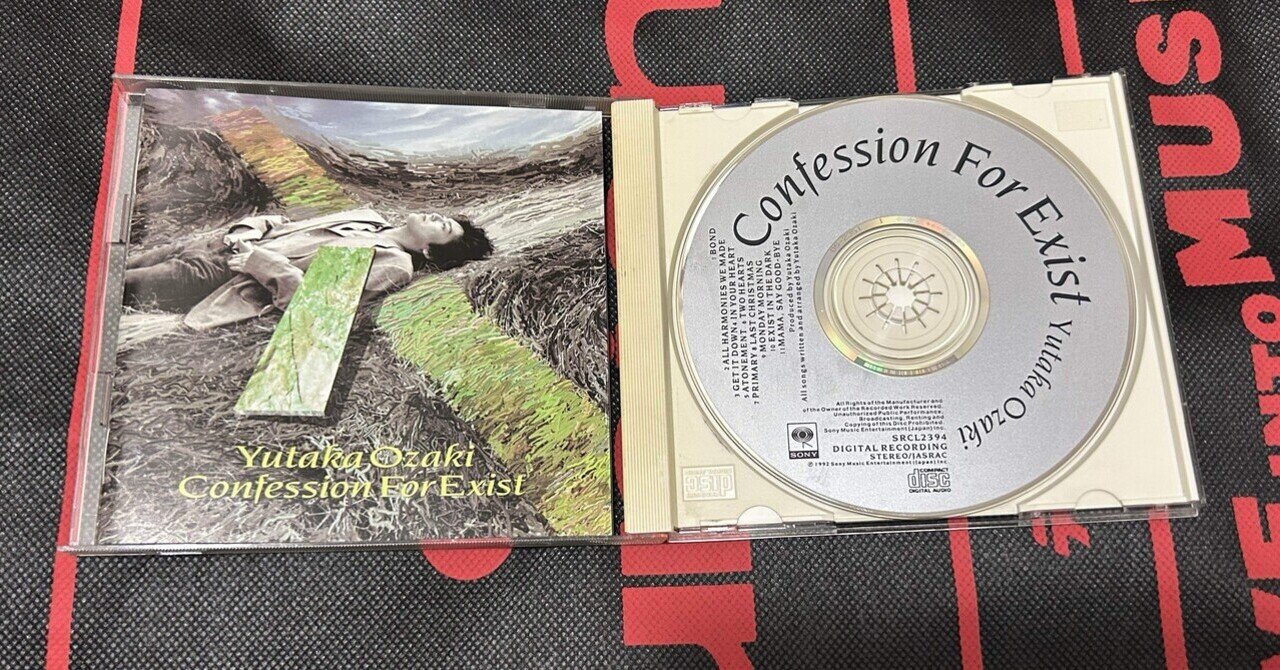 Yutaka Ozaki
Confession For Exist
Confession For Exist Yutaka Ozaki
1 BOND
2 ALL HARMONIES WE MADE
3 GET IT DOWN 4 IN YOUR HEART
5 ATONEMENT 6 TWO HEARTS
7 PRIMARY 8 LAST CHRISTMAS
9 MONDAY MORNING
10 EXIST IN THE DARK
11 MAMA, SAY GOOD-BYE
Produced by Yutaka Ozaki
All songs written and arranged by Yutaka Ozaki
All Rights of the Manufacturer and
of the Owner of the Recorded Work Reserved.
Unauthorized Public Performance,
Broadcasting, Renting and
Copying of this Disc Prohibited.
Sony Music Entertainment (Japan) Inc.
SONY
SRCL2394
DIGITAL RECORDING
STEREO/JASRAC
℗ 1992 Sony Music Entertainment (Japan) Inc
COMPACT
disc
DIGITAL AUDIO
disc
MUS